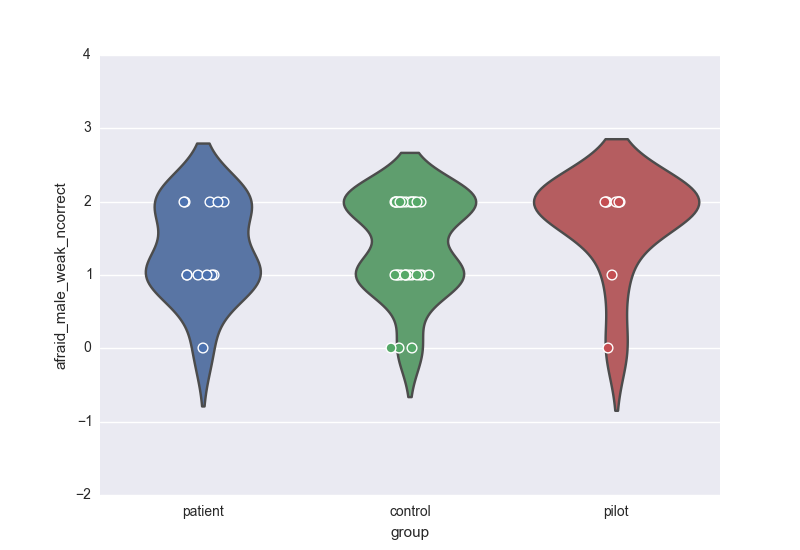 4
3
2
1
0
−1
−2
afraid_male_weak_ncorrect
patient control pilot
group